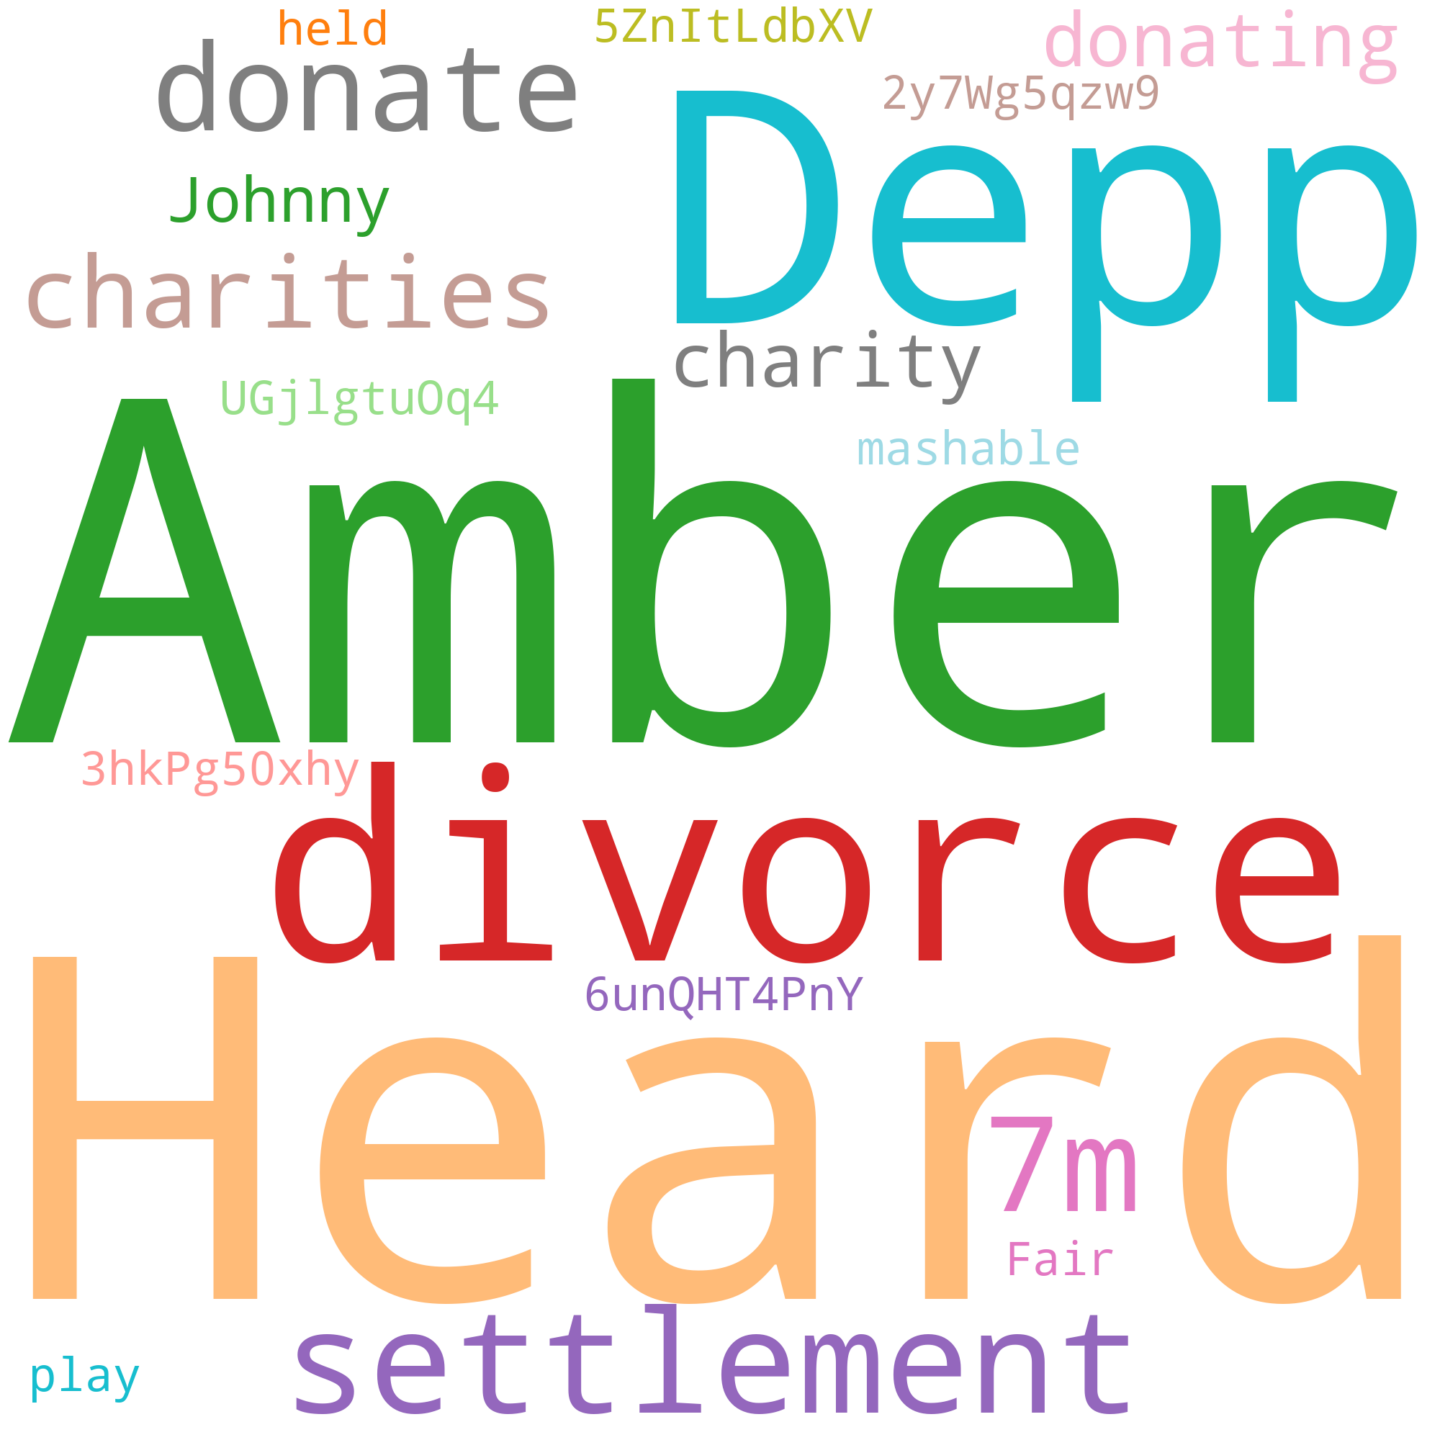 held
5ZnItLdbXV
donating
donate
2y7Wg5qzw9
Depp
Johnny
charities
charity
UGjlgtuOq4
mashable
Amber
3hkPg5Oxhy
divorce
6unQHT4PnY
Heard
7m
Fair
settlement
play